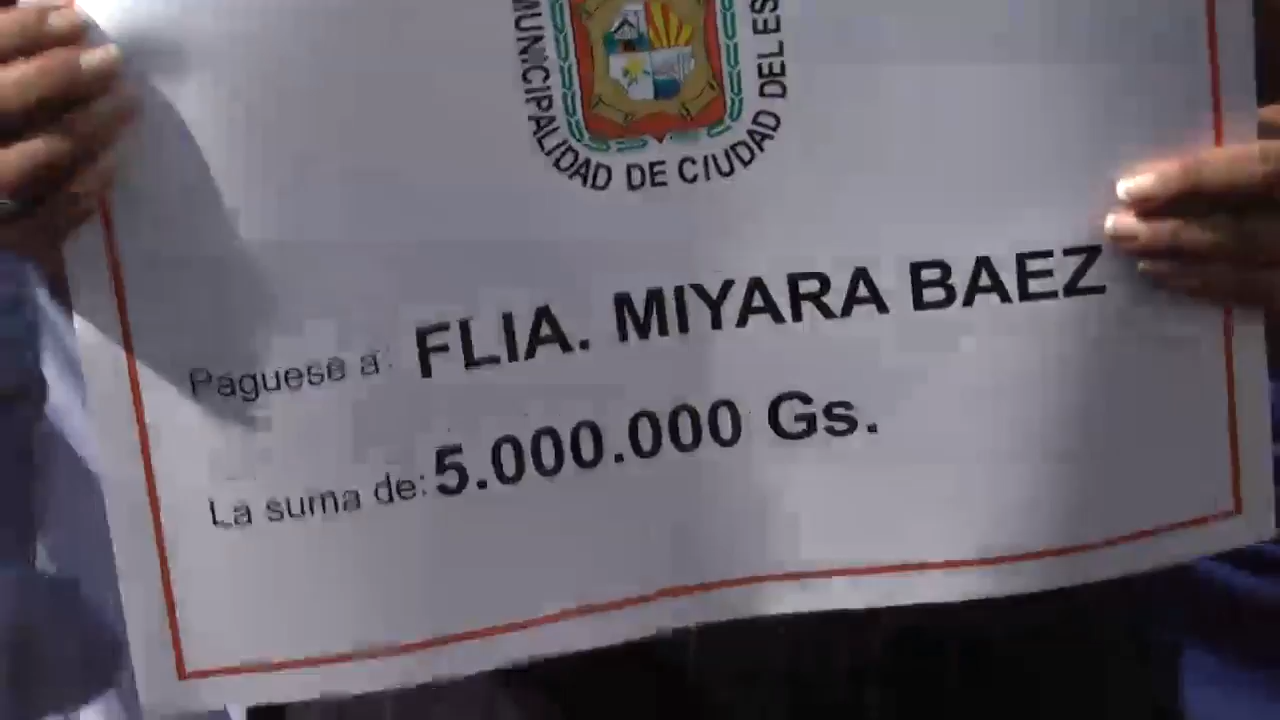 MUNICIPALIDAD DE CIUDAD DEL ES
Paguese a: FLIA. MIYARA BAEZ
La suma de: 5.000.000 Gs.